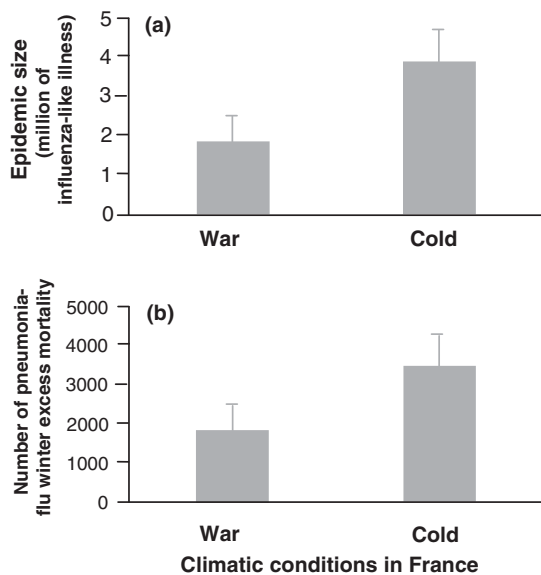 (a)
Epidemic size
(million of
influenza-like illness)
5
4
3
2
1
0
War
Cold
(b)
Number of pneumonia-
flu winter excess mortality
5000
4000
3000
2000
1000
0
War
Cold
Climatic conditions in France